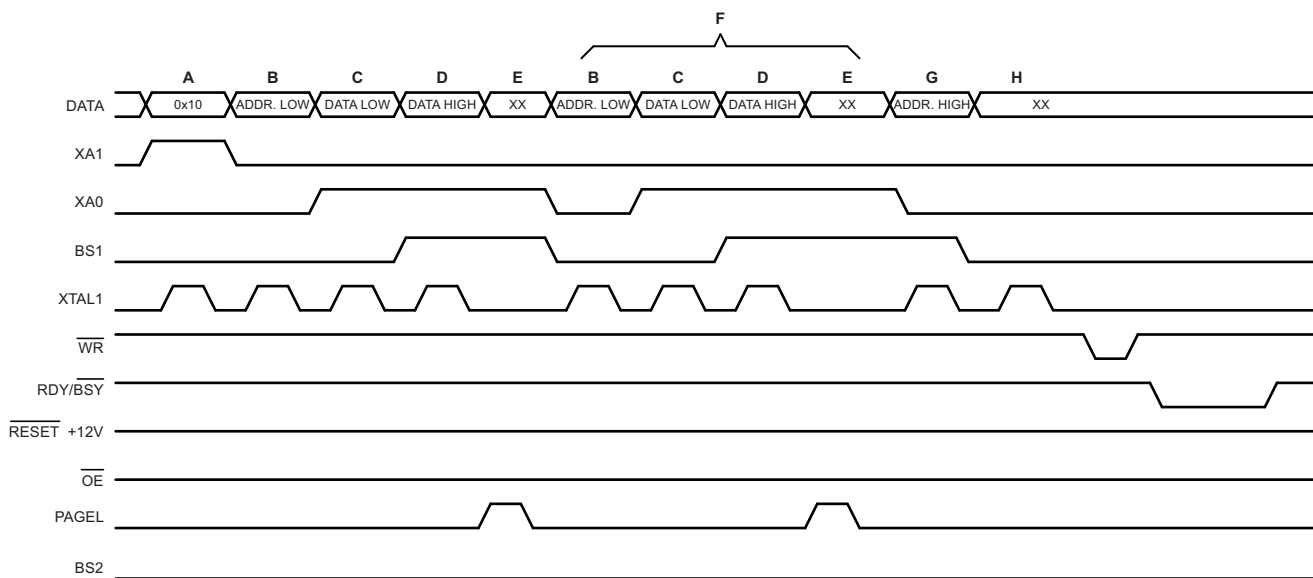 F
A B C D E B C D E G H
DATA 0x10 ADDR. LOW DATA LOW DATA HIGH XX ADDR. LOW DATA LOW DATA HIGH XX ADDR. HIGH XX
XA1
XA0
BS1
XTAL1
WR
RDY/BSY
RESET +12V
OE
PAGEL
BS2